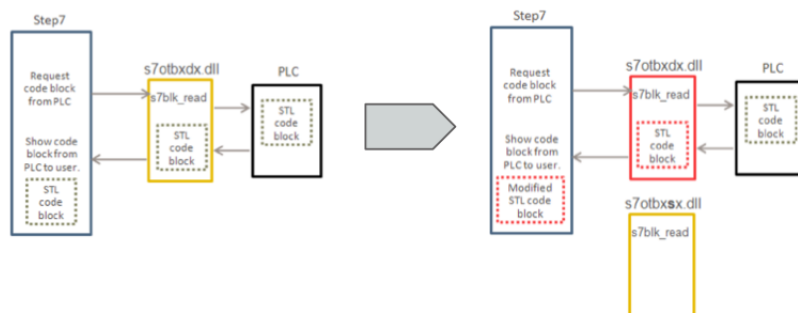 Step7
s7otbxdx.dll
PLC
Request
code block
from PLC
s7blk_read
STL
code
block
STL
code
block
Show code
block from
PLC to user.
STL
code
block
Step7
s7otbxdx.dll
PLC
Request
code block
from PLC
s7blk_read
STL
code
block
STL
code
block
Show code
block from
PLC to user.
Modified
STL code
block
s7otbxsx.dll
s7blk_read